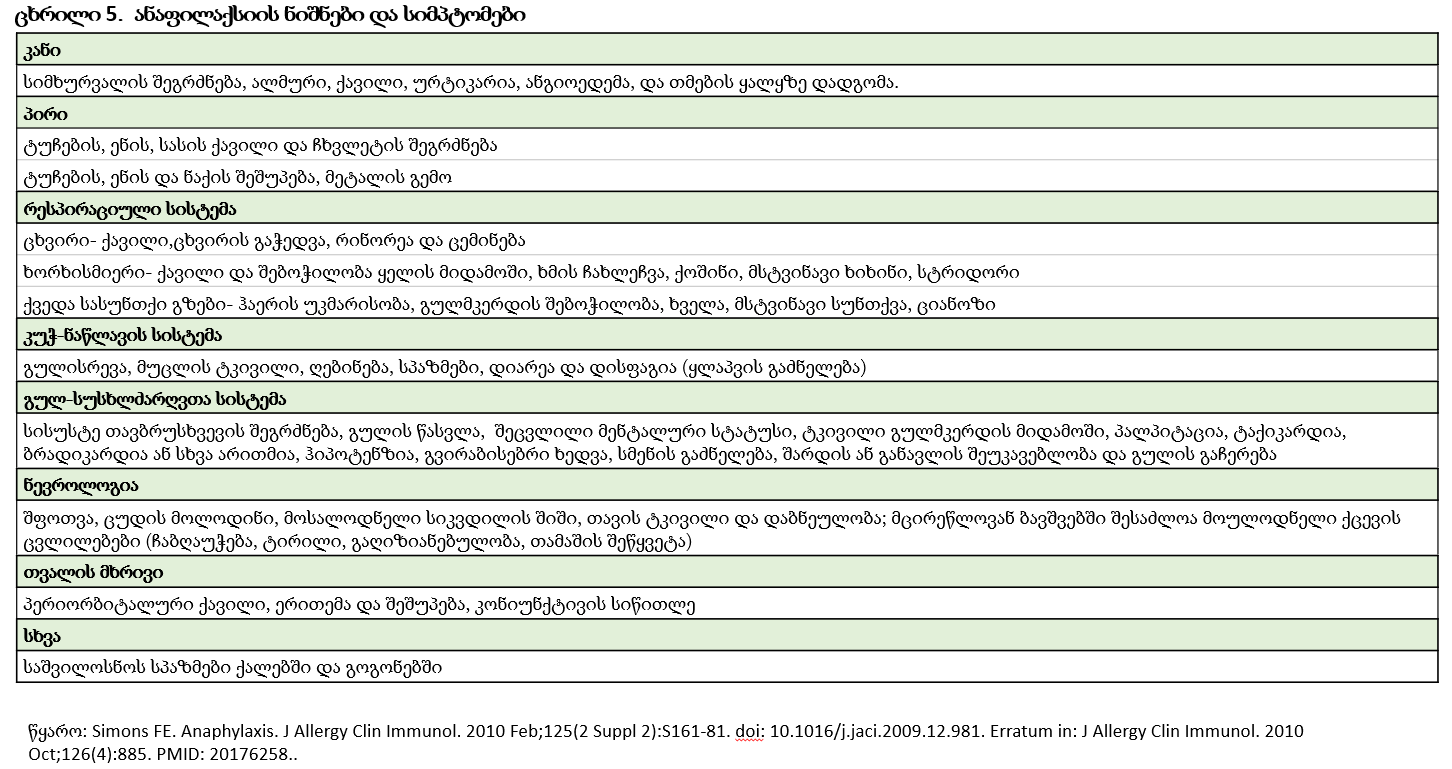 ცხრილი 5.  ანაფილაქსიის ნიშნები და სიმპტომები
კანი
სიმხურვალის შეგრძნება, ალმური, ქავილი, ურტიკარია, ანგიოედემა, და თმების ყალყზე დადგომა.
პირი
ტუჩების, ენის, სასის ქავილი და ჩხვლეტის შეგრძნება
ტუჩების, ენის და ნაქის შეშუპება, მეტალის გემო
რესპირაციული სისტემა
ცხვირი- ქავილი,ცხვირის გაჭედვა, რინორეა და ცემინება
ხორხისმიერი- ქავილი და შებოჭილობა ყელის მიდამოში, ხმის ჩახლეჩვა, ქოშინი, მსტვინავი ხიხინი, სტრიდორი
ქვედა სასუნთქი გზები- ჰაერის უკმარისობა, გულმკერდის შებოჭილობა, ხველა, მსტვინავი სუნთქვა, ციანოზი
კუჭ-ნაწლავის სისტემა
გულისრევა, მუცლის ტკივილი, ღებინება, სპაზმები, დიარეა და დისფაგია (ყლაპვის გაძნელება)
გულ-სუსხლძარღვთა სისტემა
სისუსტე თავბრუსხვევის შეგრძნება, გულის წასვლა,  შეცვლილი მენტალური სტატუსი, ტკივილი გულმკერდის მიდამოში, პალპიტაცია, ტაქიკარდია,
ბრადიკარდია ან სხვა არითმია, ჰიპოტენზია, გვირაბისებრი ხედვა, სმენის გაძნელება, შარდის ან განავლის შეუკავებლობა და გულის გაჩერება
ნევროლოგია
შფოთვა, ცუდის მოლოდინი, მოსალოდნელი სიკვდილის შიში, თავის ტკივილი და დაბნეულობა; მცირეწლოვან ბავშვებში შესაძლოა მოულოდნელი ქცევის
ცვლილებები (ჩაბღაუჭება, ტირილი, გაღიზიანებულობა, თამაშის შეწყვეტა)
თვალის მხრივი
პერიორბიტალური ქავილი, ერითემა და შეშუპება, კონიუნქტივის სიწითლე
სხვა
საშვილოსნოს სპაზმები ქალებში და გოგონებში
წყარო: Simons FE. Anaphylaxis. J Allergy Clin Immunol. 2010 Feb;125(2 Suppl 2):S161-81. doi: 10.1016/j.jaci.2009.12.981. Erratum in: J Allergy Clin Immunol. 2010
Oct;126(4):885. PMID: 20176258..